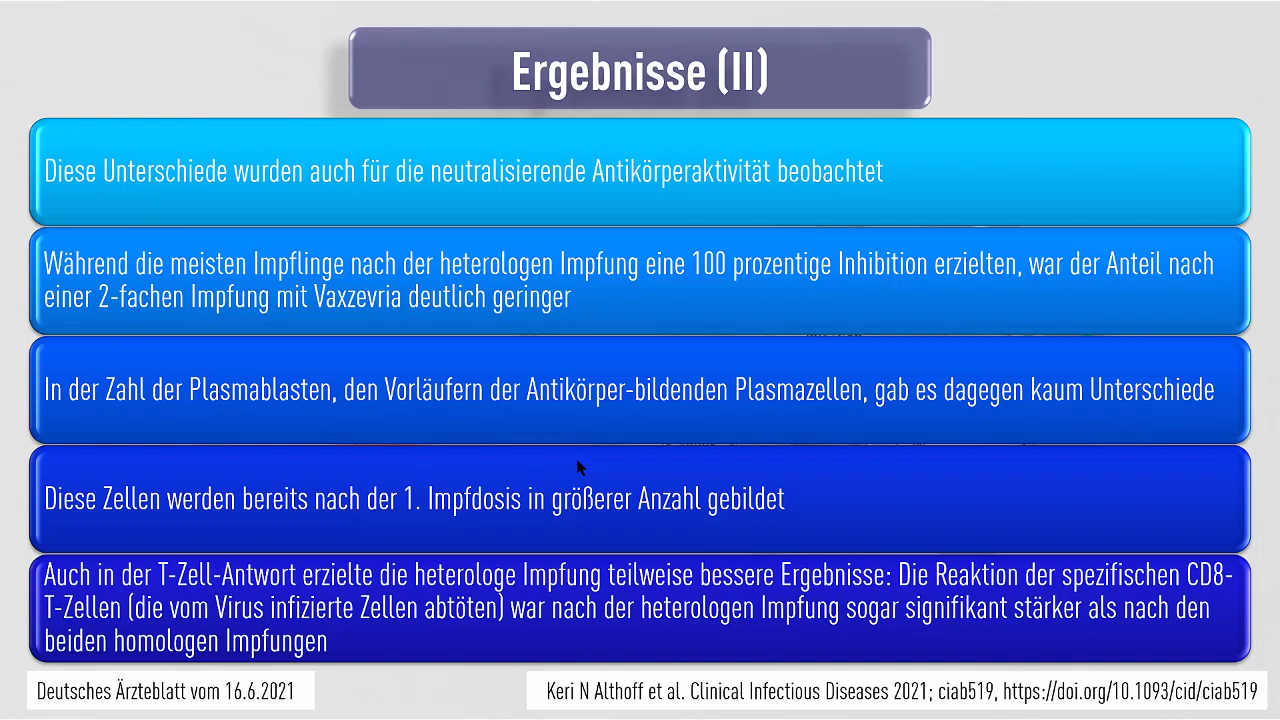 Ergebnisse (II)
Diese Unterschiede wurden auch für die neutralisierende Antikörperaktivität beobachtet
Während die meisten Impflinge nach der heterologen Impfung eine 100 prozentige Inhibition erzielten, war der Anteil nach
einer 2-fachen Impfung mit Vaxzevria deutlich geringer
In der Zahl der Plasmablasten, den Vorläufern der Antikörper-bildenden Plasmazellen, gab es dagegen kaum Unterschiede
Diese Zellen werden bereits nach der 1. Impfdosis in größerer Anzahl gebildet
Auch in der T-Zell-Antwort erzielte die heterologe Impfung teilweise bessere Ergebnisse: Die Reaktion der spezifischen CD8-
T-Zellen (die vom Virus infizierte Zellen abtöten) war nach der heterologen Impfung sogar signifikant stärker als nach den
beiden homologen Impfungen
Deutsches Ärzteblatt vom 16.6.2021
Keri N Althoff et al. Clinical Infectious Diseases 2021; ciab519, https://doi.org/10.1093/cid/ciab519